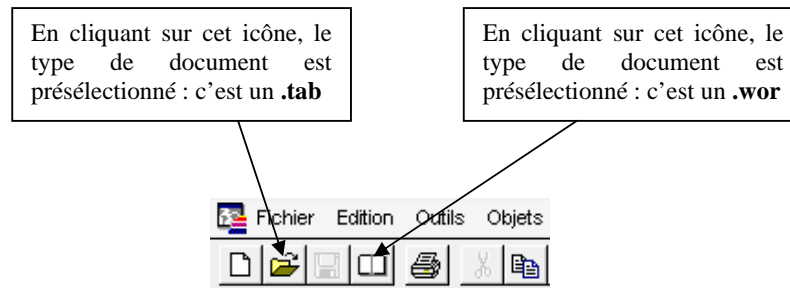 En cliquant sur cet icône, le
type de document est
présélectionné : c’est un .tab
En cliquant sur cet icône, le
type de document est
présélectionné : c’est un .wor
Fichier Edition Outils Objets